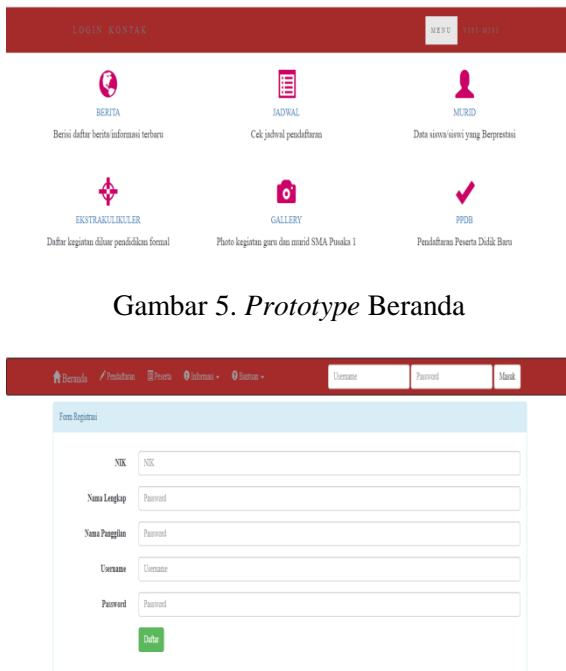 LOGIN KONTAK MENU VISI-MISI
BERITA JADWAL MURID
Berisi daftar berita/informasi terbaru Cek jadwal pendaftaran Data siswa/siswi yang Berprestasi
EKSTRAKULIKULER GALLERY PPDB
Daftar kegiatan diluar pendidikan formal Photo kegiatan guru dan murid SMA Pusaka 1 Pendaftaran Peserta Didik Baru
Gambar 5. Prototype Beranda
Beranda Pendaftaran Peserta Informasi Bantuan Username Password Masuk
Form Registrasi
NIK NIK
Nama Lengkap Password
Nama Panggilan Password
Username Username
Password Password
Daftar